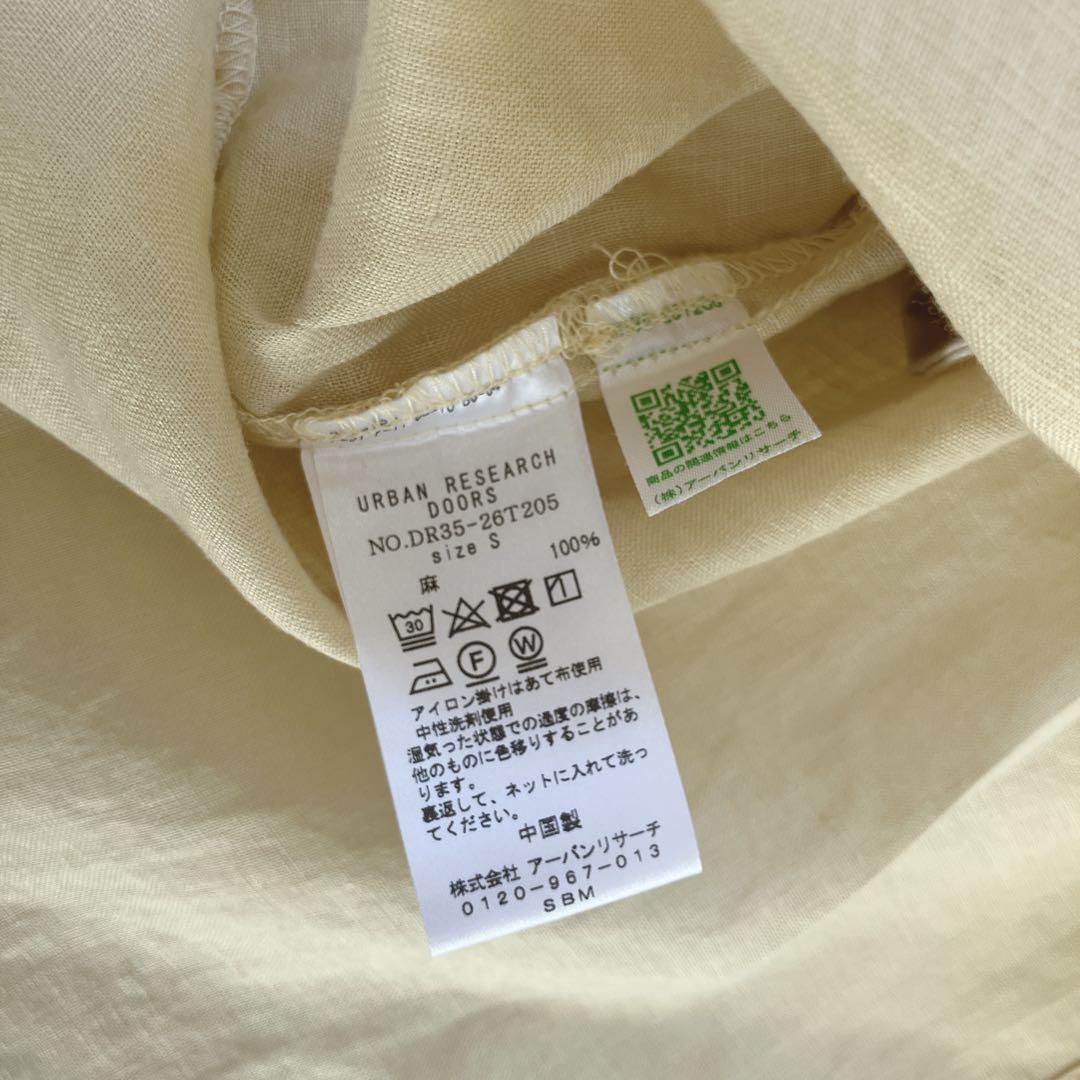 URBAN RESEARCH
DOORS
NO.DR35-26T205
size S
麻 100%
30
F W
アイロン掛けはあて布使用
中性洗剤使用
湿気った状態での過度の摩擦は、
他のものに色移りすることがあ
ります。
裏返して、ネットに入れて洗っ
てください。
中国製
株式会社 アーバンリサーチ
0120-967-013
SBM
商品の関連情報はこちら
(株)アーバンリサーチ